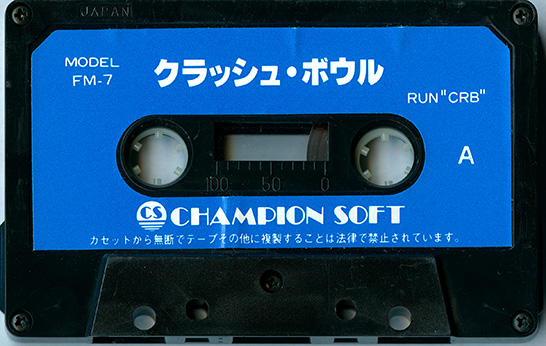 JAPAN
MODEL
FM-7
クラッシュ・ボウル
RUN"CRB"
A
100 50 0
CS CHAMPION SOFT
カセットから無断でテープその他に複製することは法律で禁止されています。